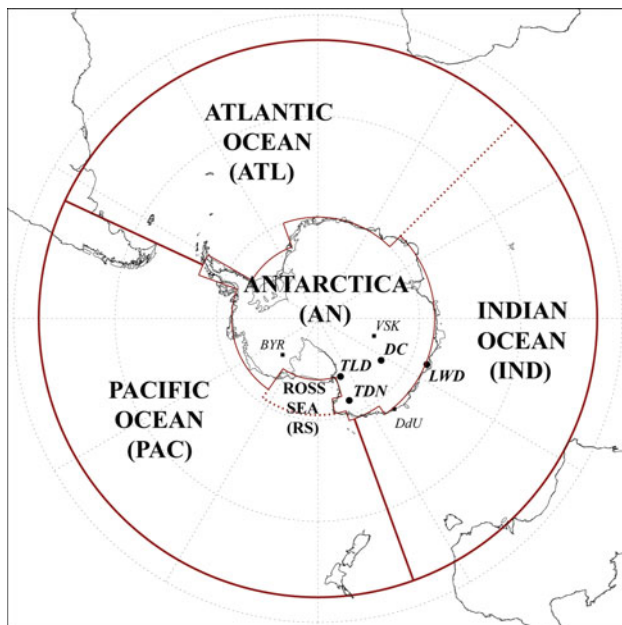 ATLANTIC
OCEAN
(ATL)
ANTARCTICA
(AN)
INDIAN
OCEAN
(IND)
PACIFIC
OCEAN
(PAC)
ROSS
SEA
(RS)
BYR
VSK
DC
TLD
LWD
TDN
DdU